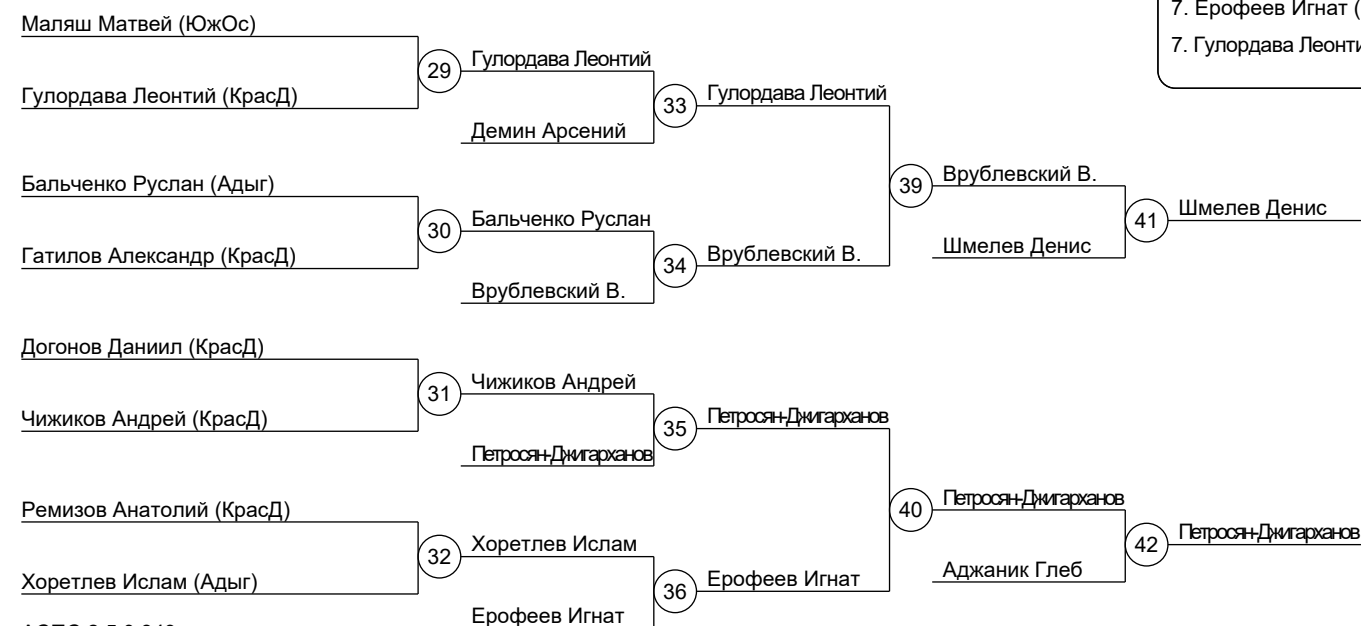 7. Ерофеев Игнат (
7. Гулордава Леонти
Маляш Матвей (ЮжОс)
29
Гулордава Леонтий
Гулордава Леонтий (КрасД)
33
Гулордава Леонтий
Демин Арсений
Бальченко Руслан (Адыг)
39
Врублевский В.
30
Бальченко Руслан
41
Шмелев Денис
Гатилов Александр (КрасД)
34
Врублевский В.
Шмелев Денис
Врублевский В.
Догонов Даниил (КрасД)
31
Чижиков Андрей
Чижиков Андрей (КрасД)
35
Петросян-Джигарханов
Петросян-Джигарханов
Ремизов Анатолий (КрасД)
40
Петросян-Джигарханов
32
Хоретлев Ислам
42
Петросян-Джигарханов
Хоретлев Ислам (Адыг)
36
Ерофеев Игнат
Аджаник Глеб
Ерофеев Игнат